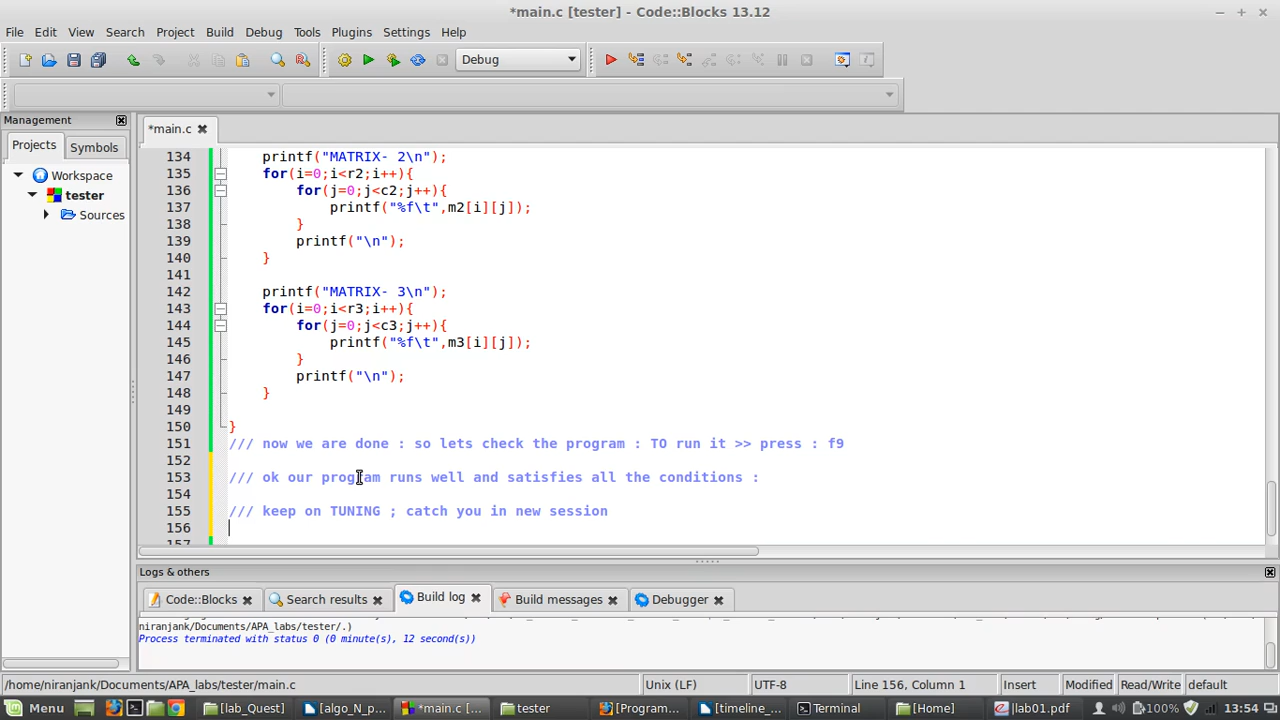 *main.c [tester] - Code::Blocks 13.12
File Edit View Search Project Build Debug Tools Plugins Settings Help
Debug
Management
*main.c
Projects Symbols
Workspace
tester
Sources
134 printf("MATRIX- 2\n");
135 for(i=0;i<r2;i++){
136 for(j=0;j<c2;j++){
137 printf("%f\t",m2[i][j]);
138 }
139 printf("\n");
140 }
141
142 printf("MATRIX- 3\n");
143 for(i=0;i<r3;i++){
144 for(j=0;j<c3;j++){
145 printf("%f\t",m3[i][j]);
146 }
147 printf("\n");
148 }
149
150 }
151 /// now we are done : so lets check the program : TO run it >> press : f9
152
153 /// ok our program runs well and satisfies all the conditions :
154
155 /// keep on TUNING ; catch you in new session
156
157
Logs & others
Code::Blocks Search results Build log Build messages Debugger
niranjank/Documents/APA_labs/tester/.)
Process terminated with status 0 (0 minute(s), 12 second(s))
/home/niranjank/Documents/APA_labs/tester/main.c Unix (LF) UTF-8 Line 156, Column 1 Insert Modified Read/Write default
Menu [lab_Quest] [algo_N_p... *main.c [... tester [Program... [timeline_... Terminal [Home] lab01.pdf 100% 13:54